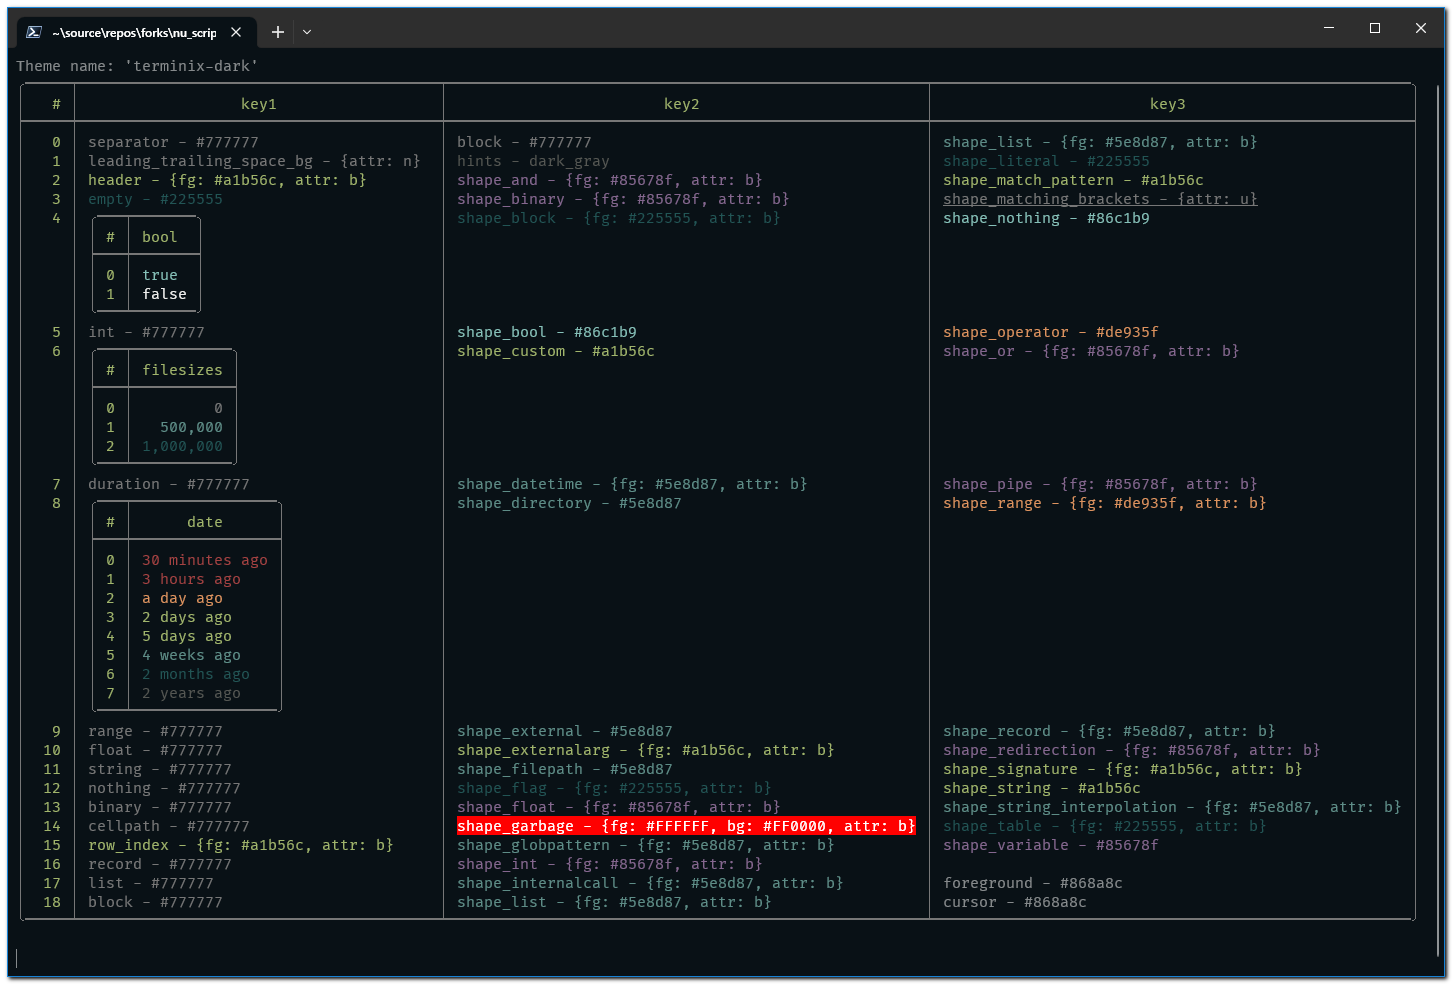 ~\source\repos\forks\nu_scrip
Theme name: 'terminix-dark'
# key1 key2 key3
0 separator - #777777 block - #777777 shape_list - {fg: #5e8d87, attr: b}
1 leading_trailing_space_bg - {attr: n} hints - dark_gray shape_literal - #225555
2 header - {fg: #a1b56c, attr: b} shape_and - {fg: #85678f, attr: b} shape_match_pattern - #a1b56c
3 empty - #225555 shape_binary - {fg: #85678f, attr: b} shape_matching_brackets - {attr: u}
4 shape_block - {fg: #225555, attr: b} shape_nothing - #86c1b9
# bool
0 true
1 false
5 int - #777777 shape_bool - #86c1b9 shape_operator - #de935f
6 shape_custom - #a1b56c shape_or - {fg: #85678f, attr: b}
# filesizes
0 0
1 500,000
2 1,000,000
7 duration - #777777 shape_datetime - {fg: #5e8d87, attr: b} shape_pipe - {fg: #85678f, attr: b}
8 shape_directory - #5e8d87 shape_range - {fg: #de935f, attr: b}
# date
0 30 minutes ago
1 3 hours ago
2 a day ago
3 2 days ago
4 5 days ago
5 4 weeks ago
6 2 months ago
7 2 years ago
9 range - #777777 shape_external - #5e8d87 shape_record - {fg: #5e8d87, attr: b}
10 float - #777777 shape_externalarg - {fg: #a1b56c, attr: b} shape_redirection - {fg: #85678f, attr: b}
11 string - #777777 shape_filepath - #5e8d87 shape_signature - {fg: #a1b56c, attr: b}
12 nothing - #777777 shape_flag - {fg: #225555, attr: b} shape_string - #a1b56c
13 binary - #777777 shape_float - {fg: #85678f, attr: b} shape_string_interpolation - {fg: #5e8d87, attr: b}
14 cellpath - #777777 shape_garbage - {fg: #FFFFFF, bg: #FF0000, attr: b} shape_table - {fg: #225555, attr: b}
15 row_index - {fg: #a1b56c, attr: b} shape_globpattern - {fg: #5e8d87, attr: b} shape_variable - #85678f
16 record - #777777 shape_int - {fg: #85678f, attr: b}
17 list - #777777 shape_internalcall - {fg: #5e8d87, attr: b} foreground - #868a8c
18 block - #777777 shape_list - {fg: #5e8d87, attr: b} cursor - #868a8c